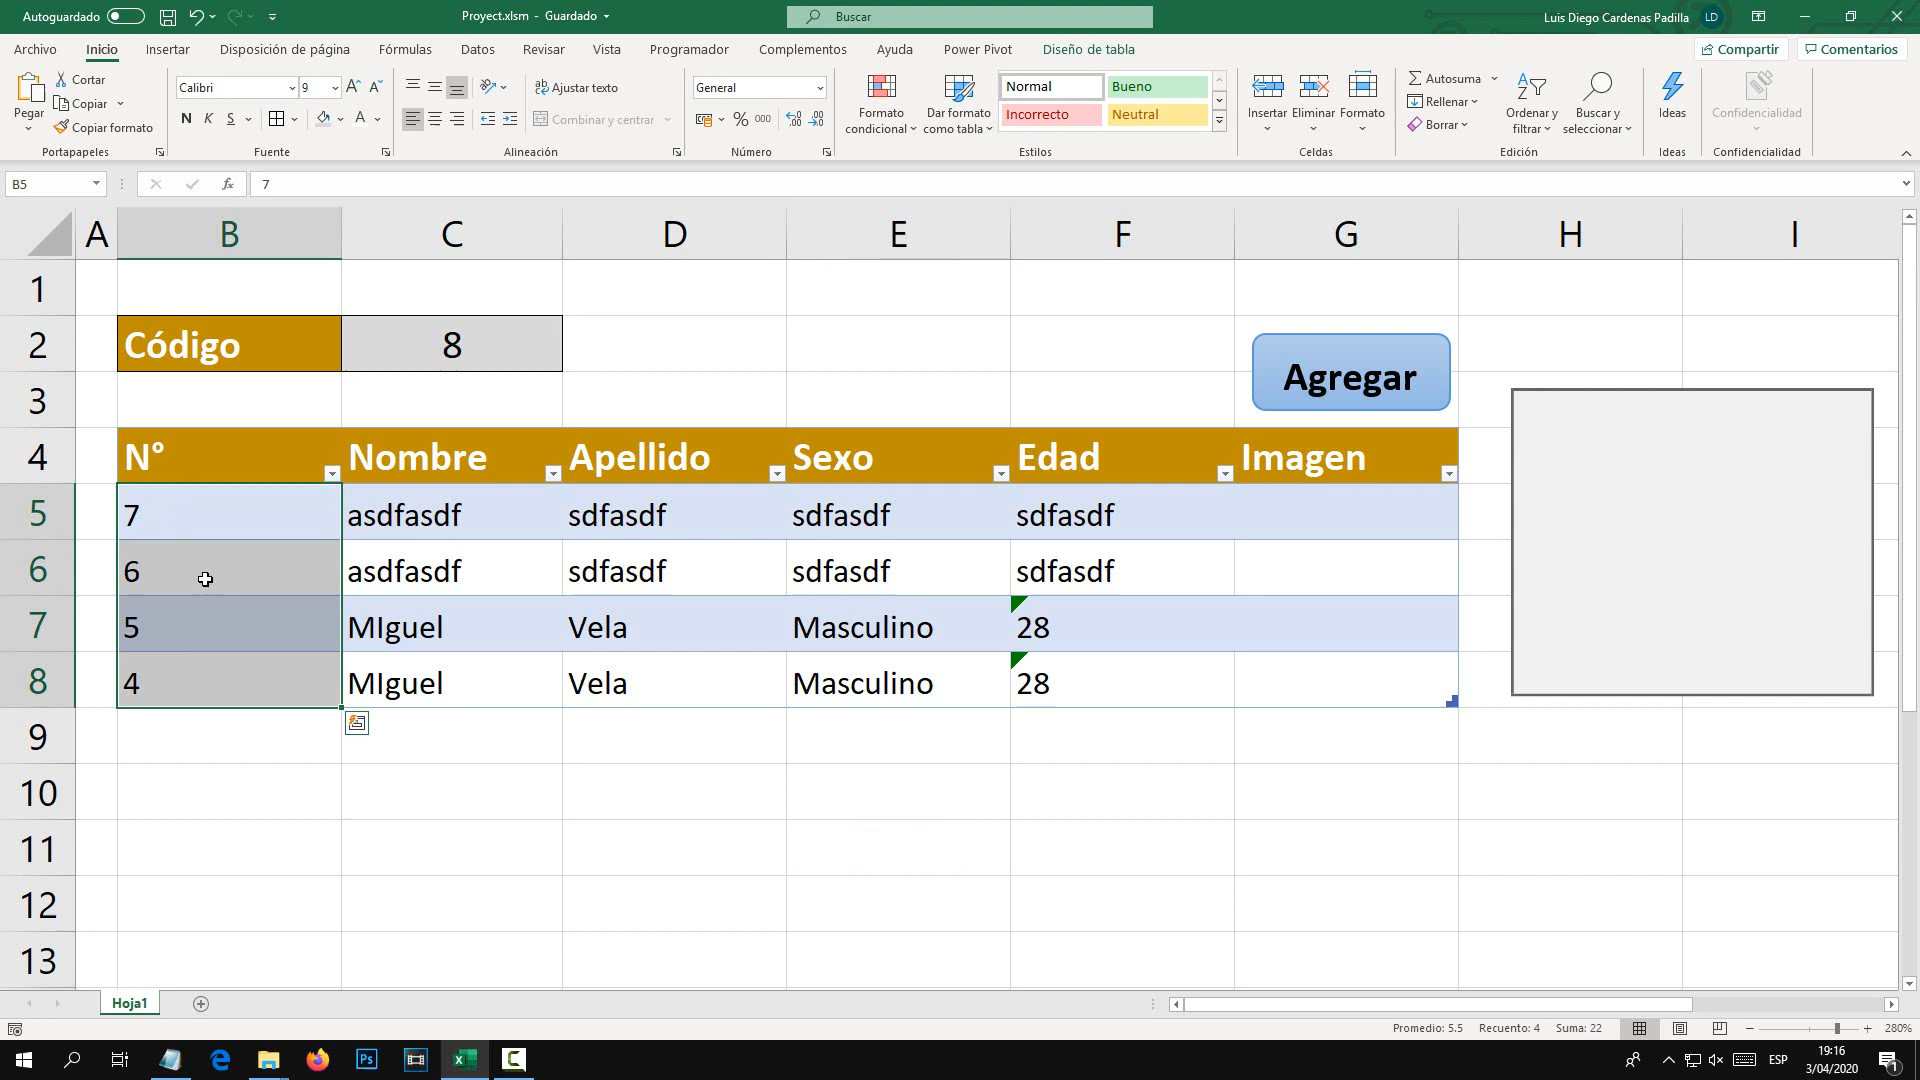 Autoguardado
Proyect.xlsm - Guardado
Buscar
Luis Diego Cardenas Padilla
LD
Archivo Inicio Insertar Disposición de página Fórmulas Datos Revisar Vista Programador Complementos Ayuda Power Pivot Diseño de tabla
Compartir
Comentarios
Pegar
Cortar
Copiar
Copiar formato
Portapapeles
Calibri 9
N K S
Fuente
Ajustar texto
Combinar y centrar
Alineación
General
% 000
Número
Formato condicional
Dar formato como tabla
Normal Bueno
Incorrecto Neutral
Estilos
Insertar Eliminar Formato
Celdas
Autosuma
Rellenar
Borrar
Ordenar y filtrar
Buscar y seleccionar
Edición
Ideas
Ideas
Confidencialidad
Confidencialidad
B5 fx 7
A B C D E F G H I
1
2 Código 8
Agregar
3
4 N° Nombre Apellido Sexo Edad Imagen
5 7 asdfasdf sdfasdf sdfasdf sdfasdf
6 6 asdfasdf sdfasdf sdfasdf sdfasdf
7 5 MIguel Vela Masculino 28
8 4 MIguel Vela Masculino 28
9
10
11
12
13
Hoja1
Promedio: 5.5 Recuento: 4 Suma: 22 280%
Ps
ESP
19:16
3/04/2020
1